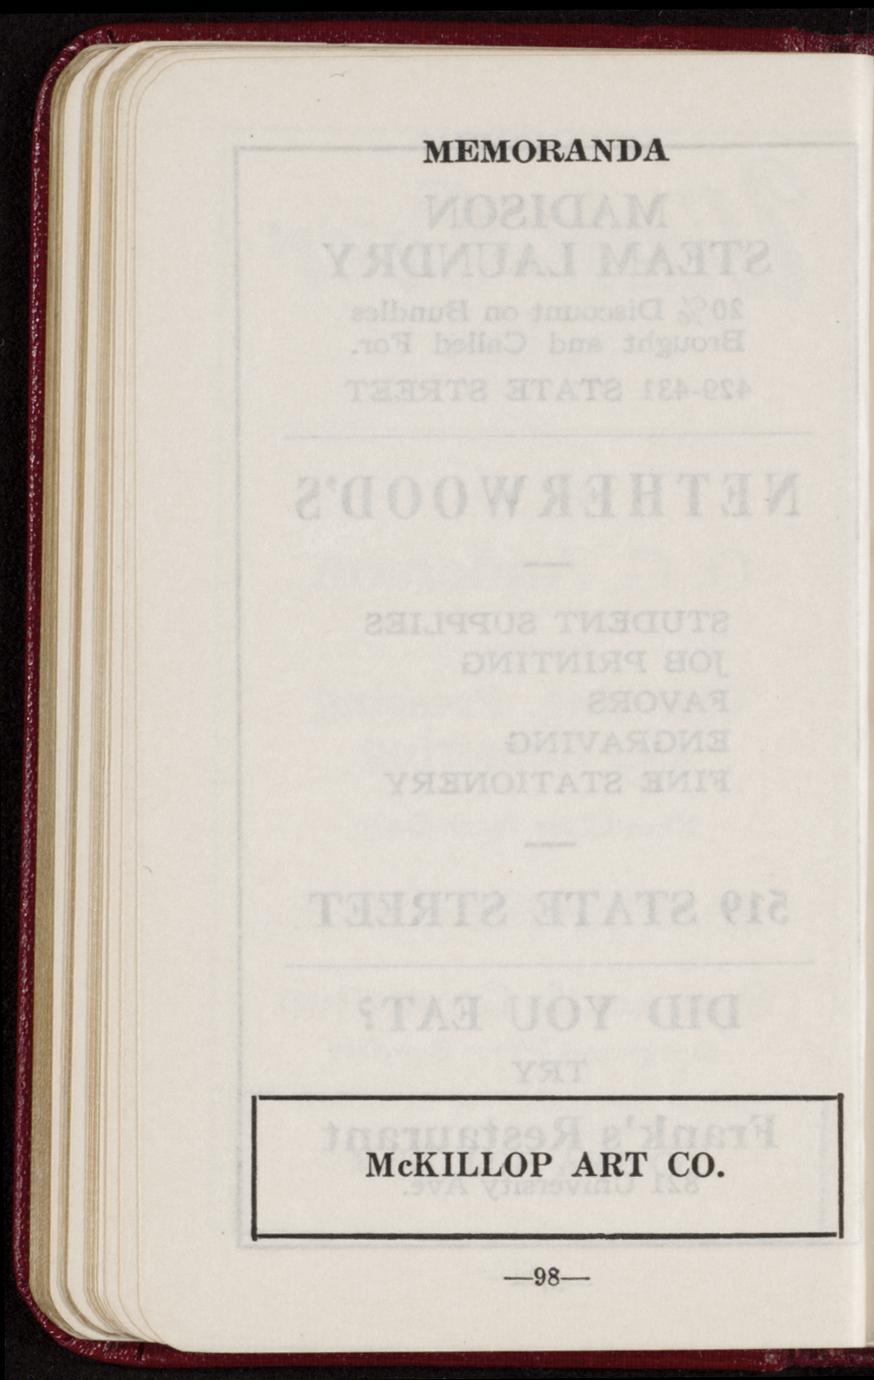 MEMORANDA
MADISON
STEAM LAUNDRY
20% Discount on Bundles
Brought and Called For.
429-431 STATE STREET
NETHERWOOD'S
STUDENT SUPPLIES
JOB PRINTING
FAVORS
ENGRAVING
FINE STATIONERY
519 STATE STREET
DID YOU EAT?
TRY
Frank's Restaurant
McKILLOP ART CO.
821 University Ave.
—98—